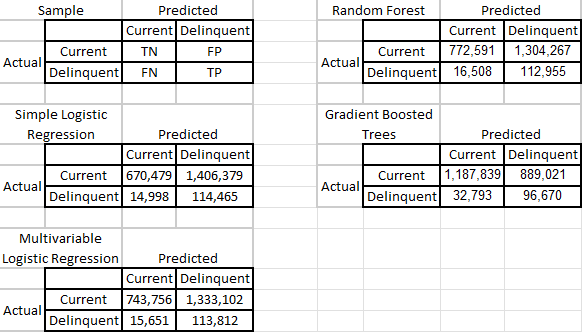 Sample Predicted
Current Delinquent
Actual Current TN FP
Delinquent FN TP
Random Forest Predicted
Current Delinquent
Actual Current 772,591 1,304,267
Delinquent 16,508 112,955
Simple Logistic
Regression Predicted
Current Delinquent
Actual Current 670,479 1,406,379
Delinquent 14,998 114,465
Gradient Boosted
Trees Predicted
Current Delinquent
Actual Current 1,187,839 889,021
Delinquent 32,793 96,670
Multivariable
Logistic Regression Predicted
Current Delinquent
Actual Current 743,756 1,333,102
Delinquent 15,651 113,812